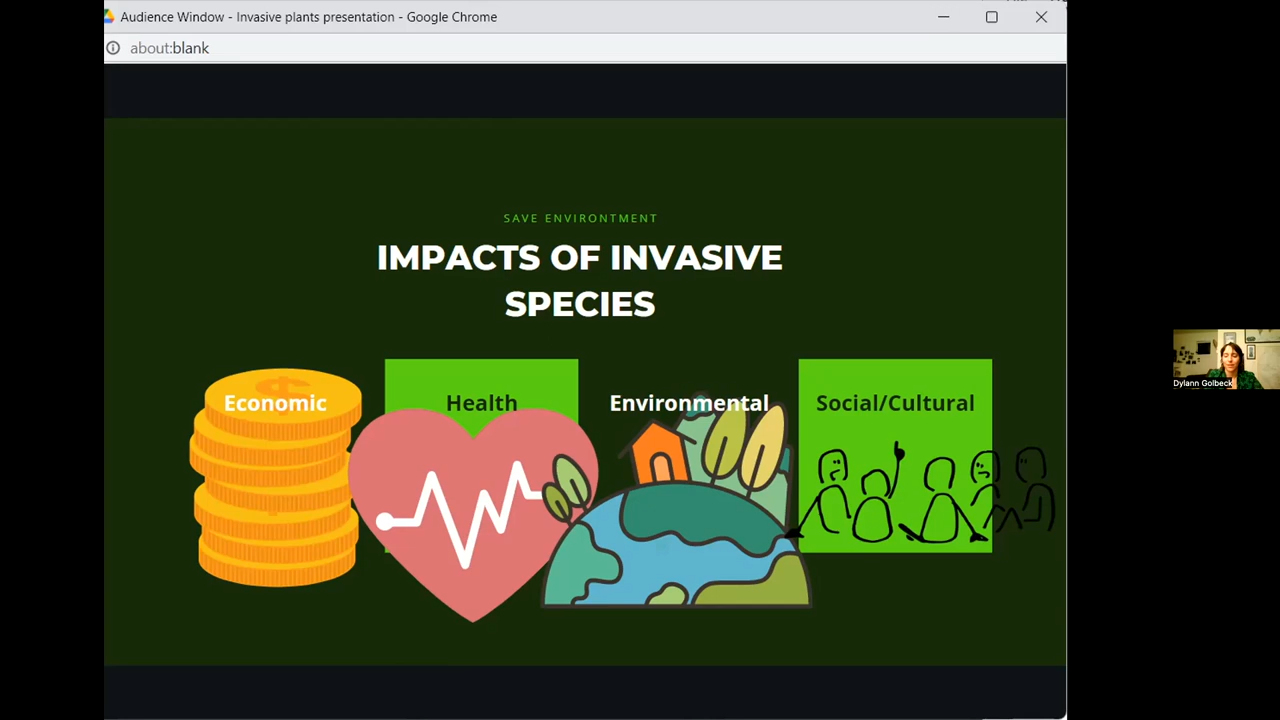 Audience Window - Invasive plants presentation - Google Chrome
about:blank
SAVE ENVIRONTMENT
IMPACTS OF INVASIVE
SPECIES
Economic
Health
Environmental
Social/Cultural
Dylann Golbeck